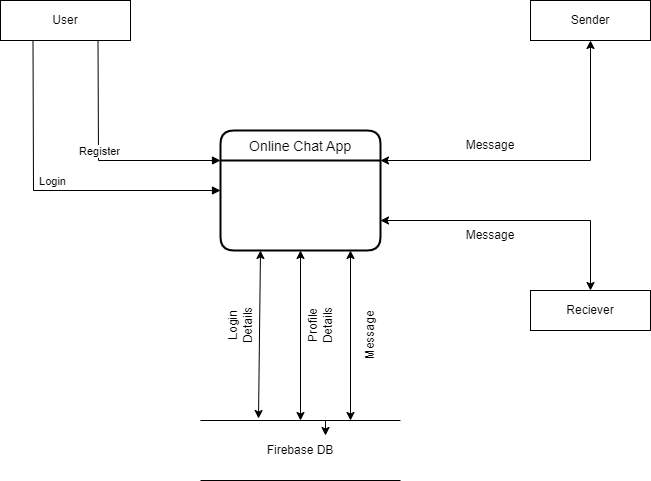 User
Sender
Online Chat App
Message
Register
Login
Message
Login
Details
Profile
Details
Message
Reciever
Firebase DB